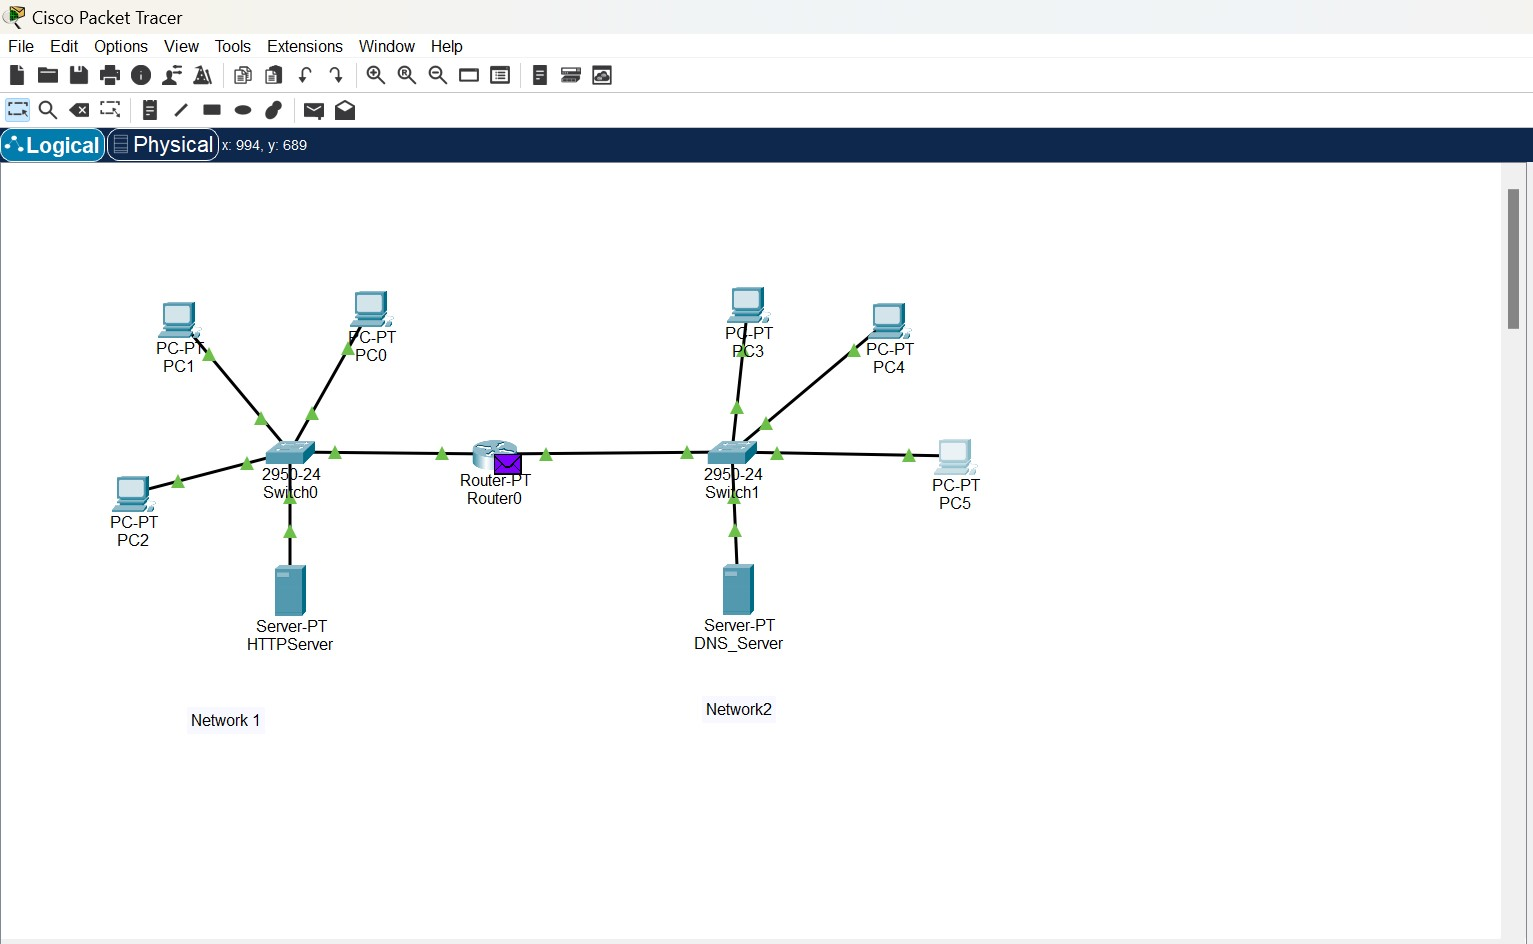 Cisco Packet Tracer
File Edit Options View Tools Extensions Window Help
Logical Physical x: 994, y: 689
PC-PT
PC1
PC-PT
PC0
PC-PT
PC3
PC-PT
PC4
2950-24
Switch0
Router-PT
Router0
2950-24
Switch1
PC-PT
PC5
PC-PT
PC2
Server-PT
HTTPServer
Server-PT
DNS_Server
Network 1
Network2